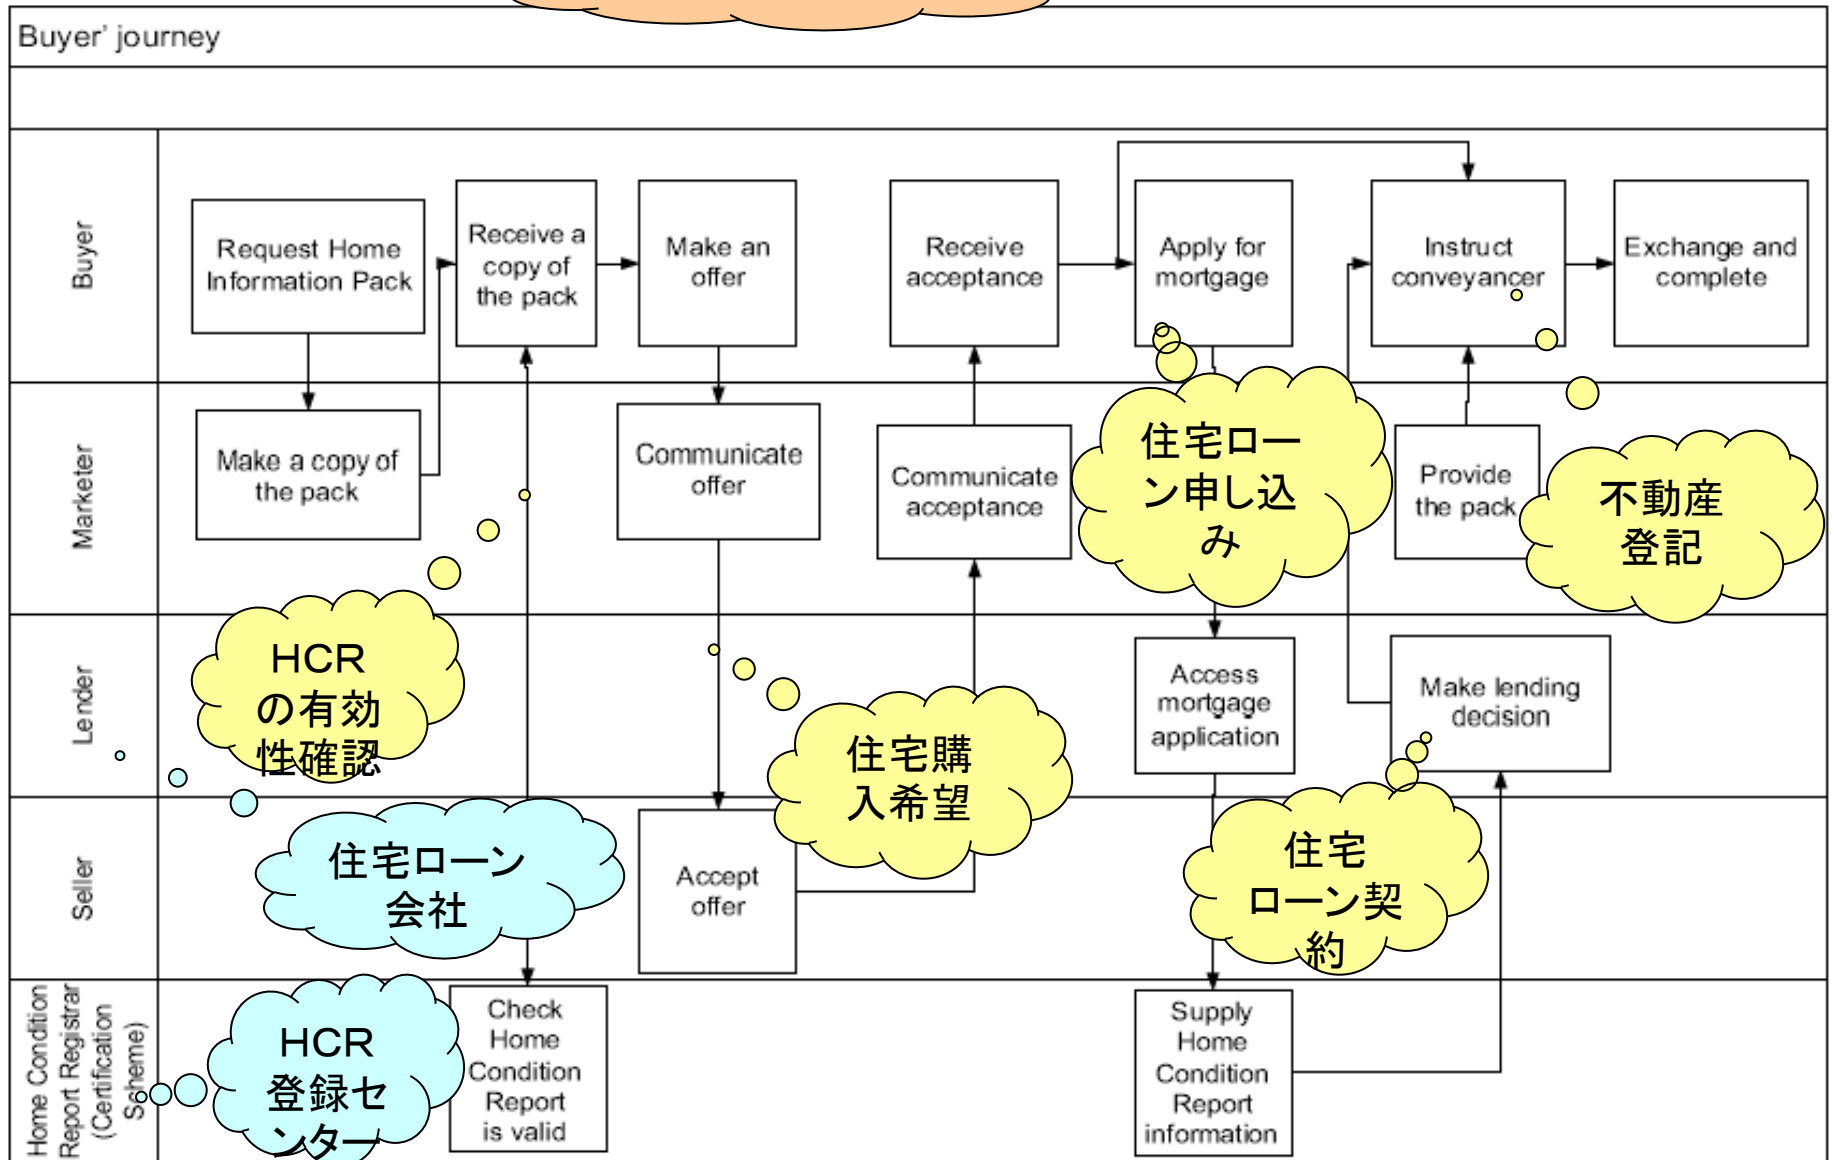 Buyer' journey
Buyer
Request Home
Information Pack
Receive a
copy of
the pack
Make an
offer
Receive
acceptance
Apply for
mortgage
Instruct
conveyancer
Exchange and
complete
Marketer
Make a copy of
the pack
Communicate
offer
Communicate
acceptance
住宅ロー
ン申し込
み
Provide
the pack
不動産
登記
Lender
HCR
の有効
性確認
住宅購
入希望
Access
mortgage
application
Make lending
decision
Seller
住宅ローン
会社
Accept
offer
住宅
ローン契
約
Home Condition
Report Registrar
(Certification
Scheme)
HCR
登録セ
ンター
Check
Home
Condition
Report
is valid
Supply
Home
Condition
Report
information